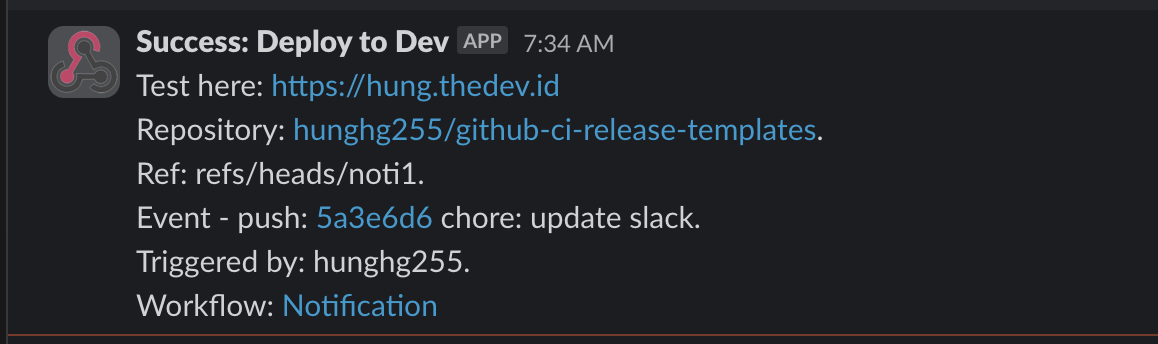 Success: Deploy to Dev APP 7:34 AM
Test here: https://hung.thedev.id
Repository: hunghg255/github-ci-release-templates.
Ref: refs/heads/noti1.
Event - push: 5a3e6d6 chore: update slack.
Triggered by: hunghg255.
Workflow: Notification